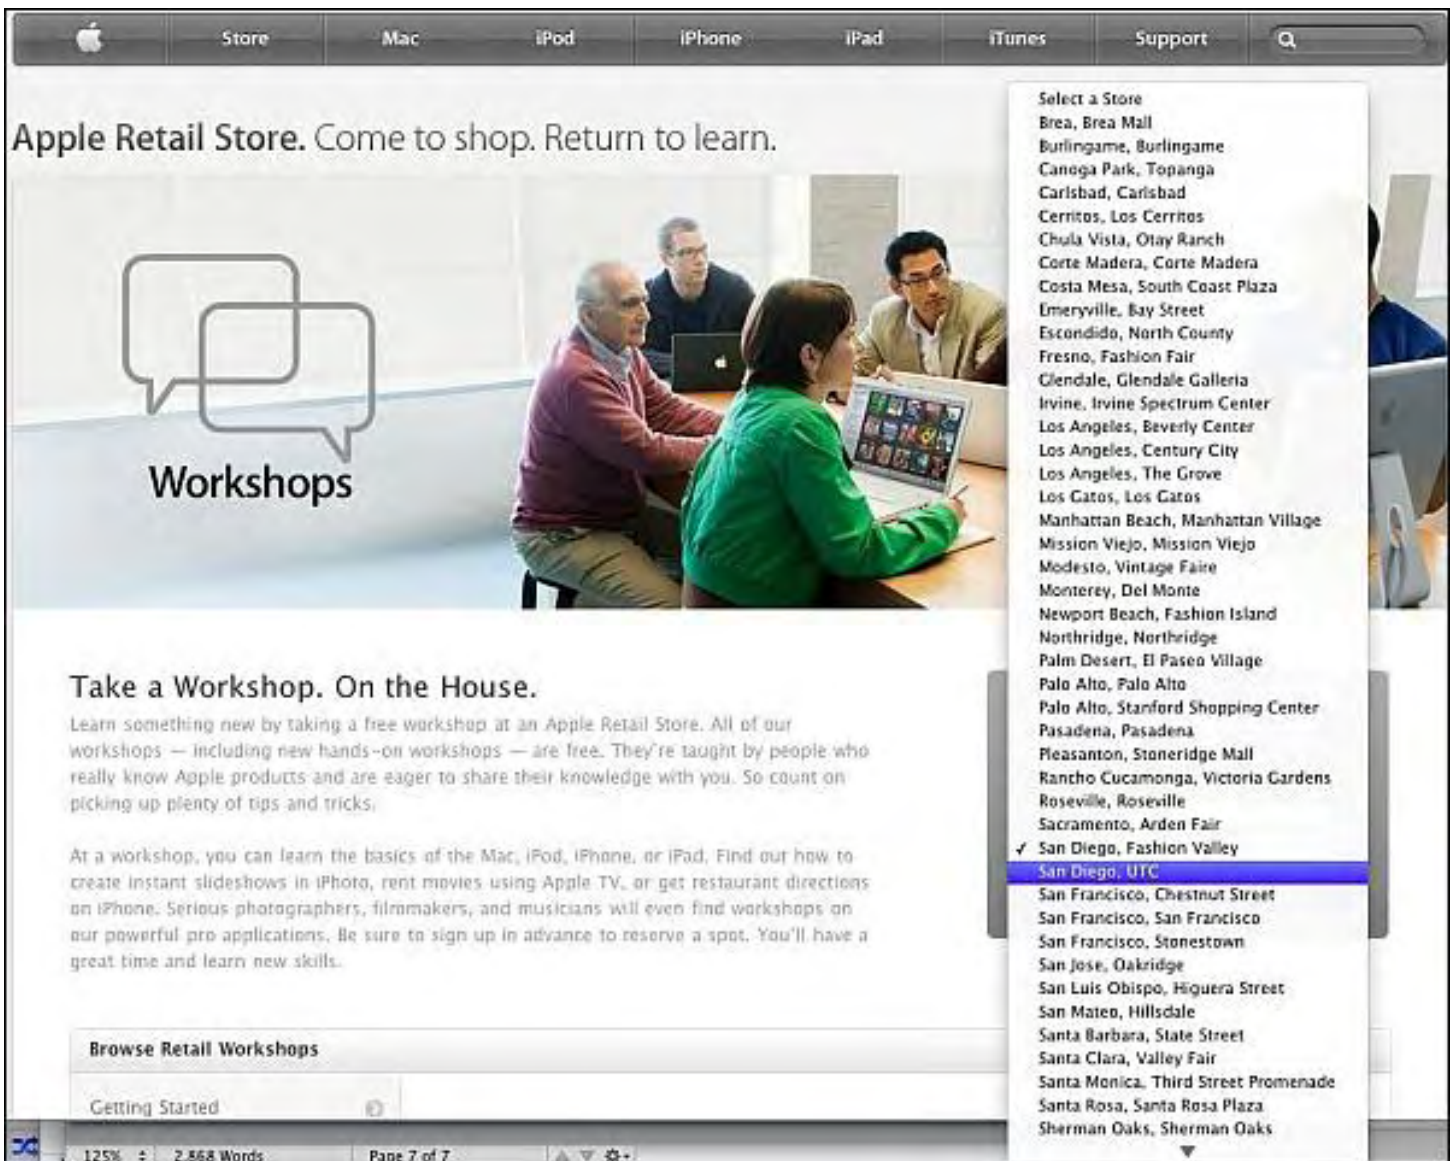 Store Mac iPod iPhone iPad iTunes Support
Apple Retail Store. Come to shop. Return to learn.
Workshops
Take a Workshop. On the House.
Learn something new by taking a free workshop at an Apple Retail Store. All of our
workshops — including new hands-on workshops — are free. They're taught by people who
really know Apple products and are eager to share their knowledge with you. So count on
picking up plenty of tips and tricks.
At a workshop, you can learn the basics of the Mac, iPod, iPhone, or iPad. Find out how to
create instant slideshows in iPhoto, rent movies using Apple TV, or get restaurant directions
on iPhone. Serious photographers, filmmakers, and musicians will even find workshops on
our powerful pro applications. Be sure to sign up in advance to reserve a spot. You'll have a
great time and learn new skills.
Browse Retail Workshops
Getting Started
Select a Store
Brea, Brea Mall
Burlingame, Burlingame
Canoga Park, Topanga
Carlsbad, Carlsbad
Cerritos, Los Cerritos
Chula Vista, Otay Ranch
Corte Madera, Corte Madera
Costa Mesa, South Coast Plaza
Emeryville, Bay Street
Escondido, North County
Fresno, Fashion Fair
Glendale, Glendale Galleria
Irvine, Irvine Spectrum Center
Los Angeles, Beverly Center
Los Angeles, Century City
Los Angeles, The Grove
Los Gatos, Los Gatos
Manhattan Beach, Manhattan Village
Mission Viejo, Mission Viejo
Modesto, Vintage Faire
Monterey, Del Monte
Newport Beach, Fashion Island
Northridge, Northridge
Palm Desert, El Paseo Village
Palo Alto, Palo Alto
Palo Alto, Stanford Shopping Center
Pasadena, Pasadena
Pleasanton, Stoneridge Mall
Rancho Cucamonga, Victoria Gardens
Roseville, Roseville
Sacramento, Arden Fair
✓ San Diego, Fashion Valley
San Diego, UTC
San Francisco, Chestnut Street
San Francisco, San Francisco
San Francisco, Stonestown
San Jose, Oakridge
San Luis Obispo, Higuera Street
San Mateo, Hillsdale
Santa Barbara, State Street
Santa Clara, Valley Fair
Santa Monica, Third Street Promenade
Santa Rosa, Santa Rosa Plaza
Sherman Oaks, Sherman Oaks
125% 2,868 Words Page 7 of 7